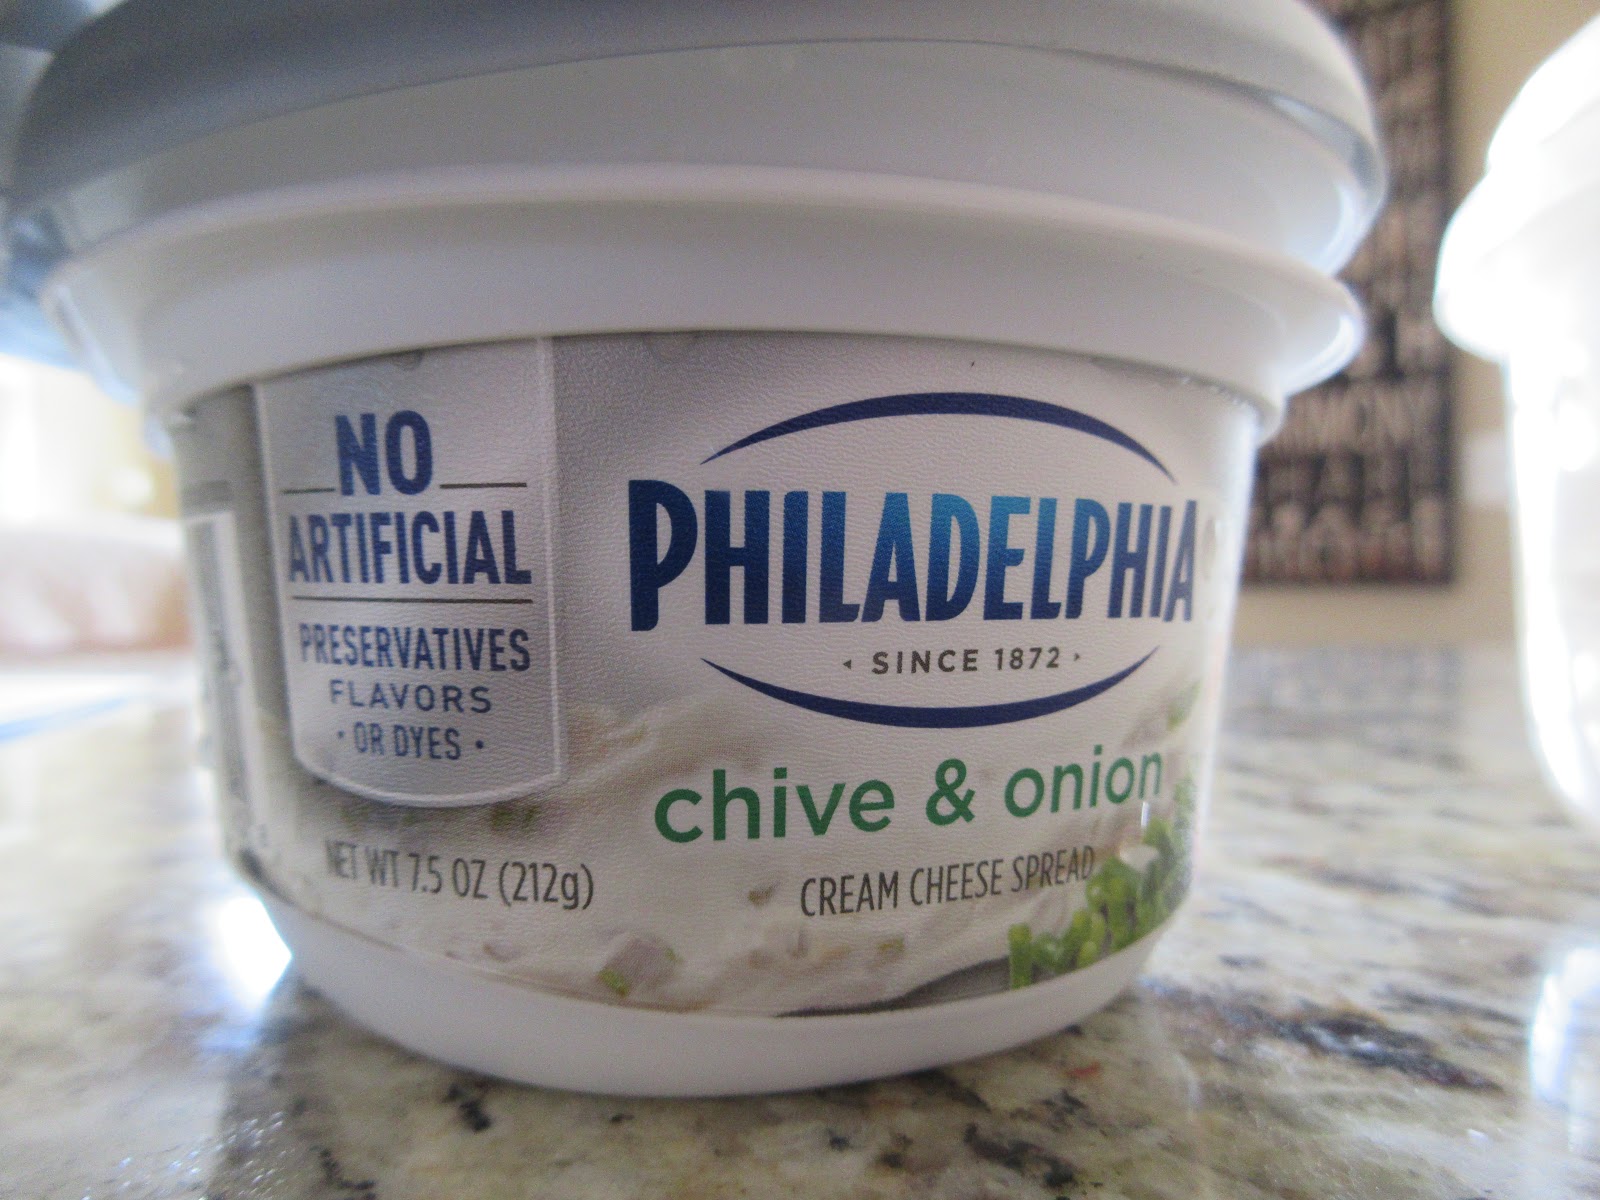 NO
ARTIFICIAL
PRESERVATIVES
FLAVORS
· OR DYES ·
NET WT 7.5 OZ (212g)
PHILADELPHIA
SINCE 1872
chive & onion
CREAM CHEESE SPREAD